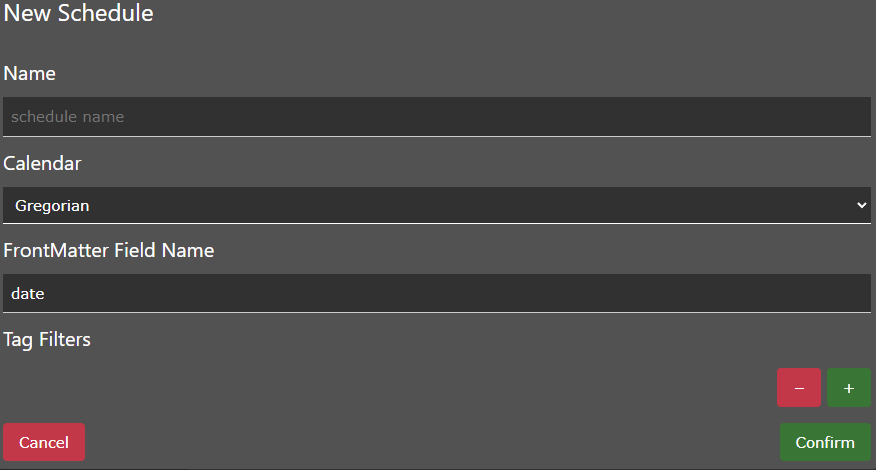 New Schedule
Name
schedule name
Calendar
Gregorian
FrontMatter Field Name
date
Tag Filters
− +
Cancel Confirm